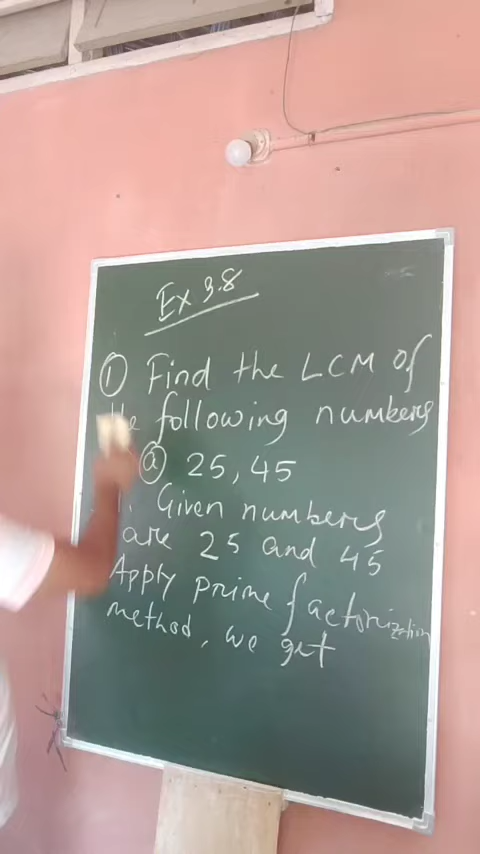 Ex 3.8
① Find the LCM of
the following numbers
ⓐ 25, 45
Given numbers
are 25 and 45
Apply prime factorization
method, we get